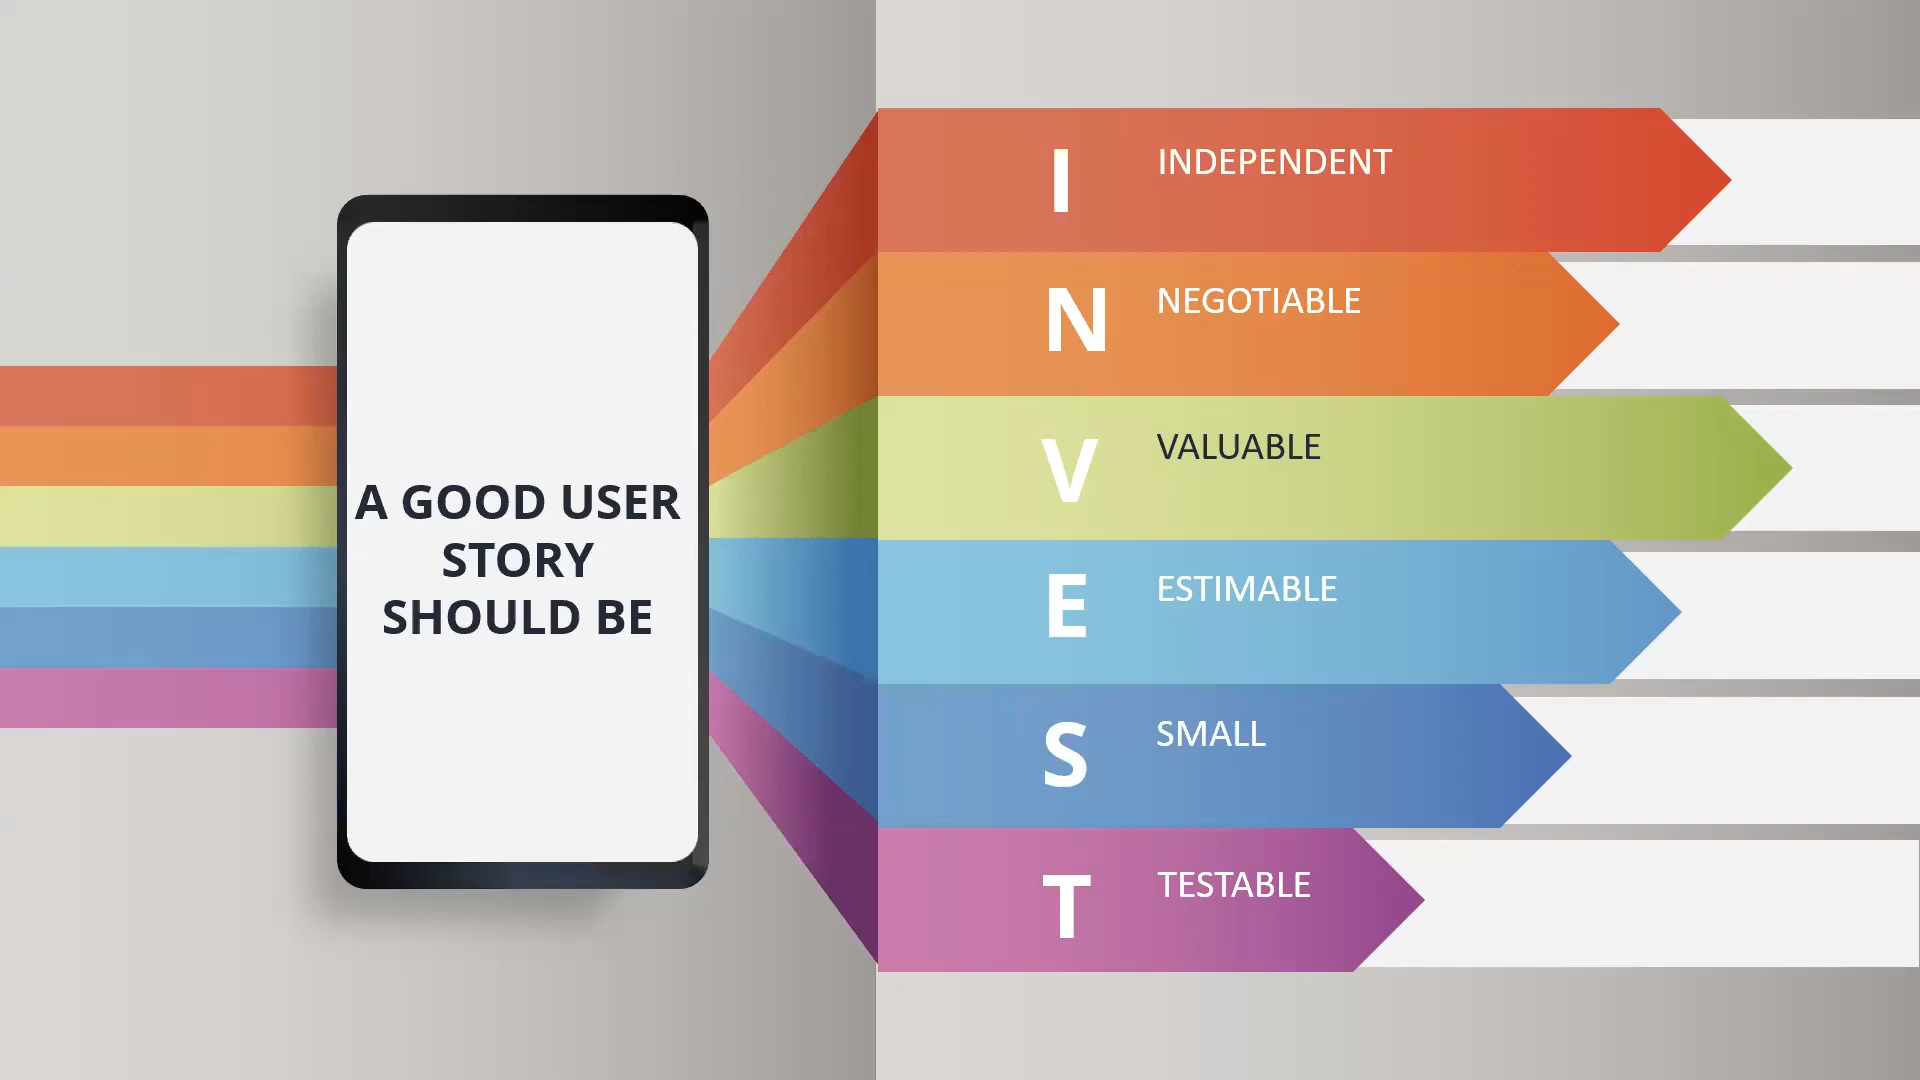 A GOOD USER
STORY
SHOULD BE
I INDEPENDENT
N NEGOTIABLE
V VALUABLE
E ESTIMABLE
S SMALL
T TESTABLE